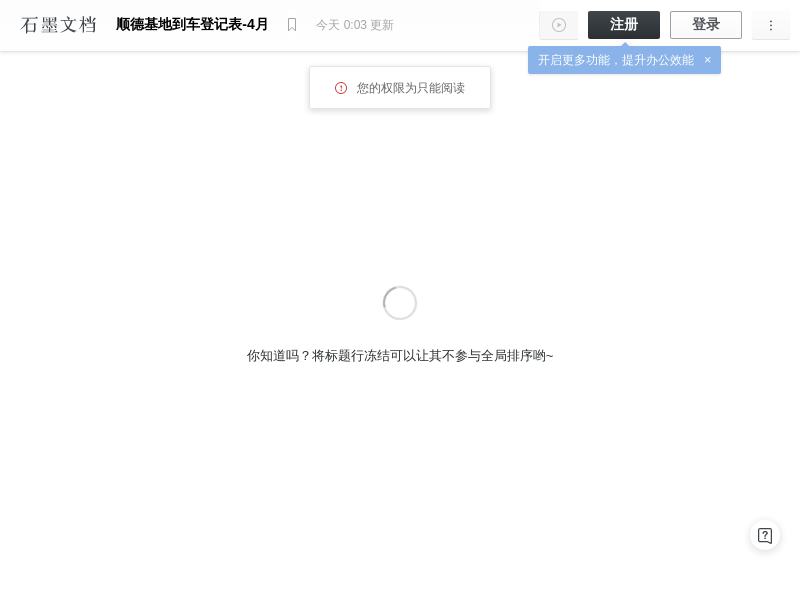 石墨文档 顺德基地到车登记表-4月 今天 0:03 更新 注册 登录
开启更多功能，提升办公效能 ×
您的权限为只能阅读
你知道吗？将标题行冻结可以让其不参与全局排序哟~